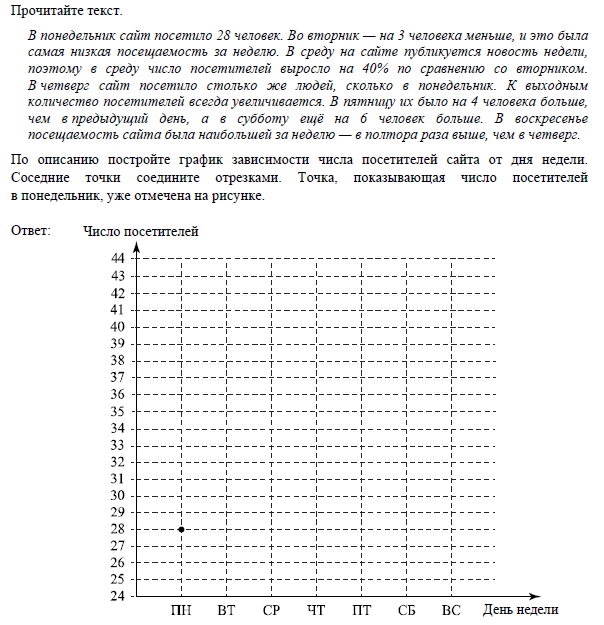 Прочитайте текст.
В понедельник сайт посетило 28 человек. Во вторник — на 3 человека меньше, и это была
самая низкая посещаемость за неделю. В среду на сайте публикуется новость недели,
поэтому в среду число посетителей выросло на 40% по сравнению со вторником.
В четверг сайт посетило столько же людей, сколько в понедельник. К выходным
количество посетителей всегда увеличивается. В пятницу их было на 4 человека больше,
чем в предыдущий день, а в субботу ещё на 6 человек больше. В воскресенье
посещаемость сайта была наибольшей за неделю — в полтора раза выше, чем в четверг.
По описанию постройте график зависимости числа посетителей сайта от дня недели.
Соседние точки соедините отрезками. Точка, показывающая число посетителей
в понедельник, уже отмечена на рисунке.
Ответ: Число посетителей
44
43
42
41
40
39
38
37
36
35
34
33
32
31
30
29
28
27
26
25
24
ПН ВТ СР ЧТ ПТ СБ ВС День недели